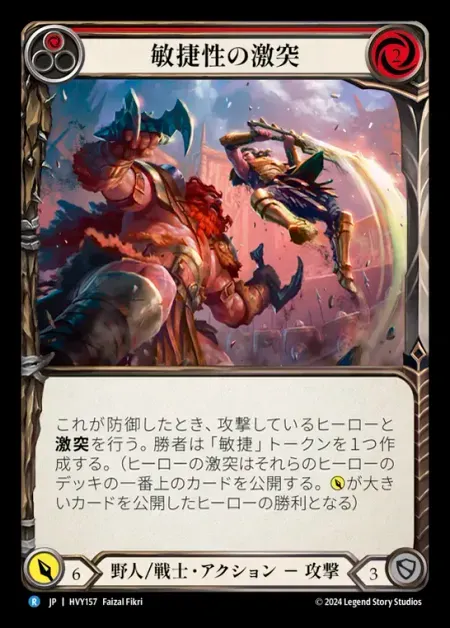 敏捷性の激突
2
これが防御したとき、攻撃しているヒーローと
激突を行う。勝者は「敏捷」トークンを1つ作
成する。（ヒーローの激突はそれらのヒーローの
デッキの一番上のカードを公開する。が大き
いカードを公開したヒーローの勝利となる）
6
野人/戦士・アクション － 攻撃
3
R JP | HVY157 Faizal Fikri
© 2024 Legend Story Studios